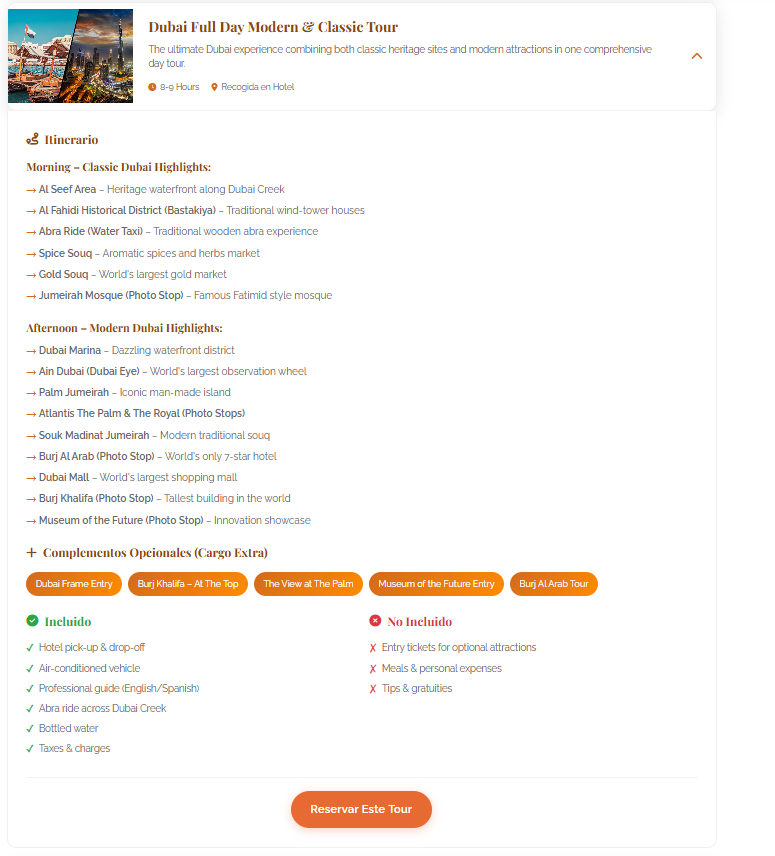 Dubai Full Day Modern & Classic Tour
The ultimate Dubai experience combining both classic heritage sites and modern attractions in one comprehensive
day tour.
8-9 Hours Recogida en Hotel
Itinerario
Morning – Classic Dubai Highlights:
→ Al Seef Area – Heritage waterfront along Dubai Creek
→ Al Fahidi Historical District (Bastakiya) – Traditional wind-tower houses
→ Abra Ride (Water Taxi) – Traditional wooden abra experience
→ Spice Souq – Aromatic spices and herbs market
→ Gold Souq – World's largest gold market
→ Jumeirah Mosque (Photo Stop) – Famous Fatimid style mosque
Afternoon – Modern Dubai Highlights:
→ Dubai Marina – Dazzling waterfront district
→ Ain Dubai (Dubai Eye) – World's largest observation wheel
→ Palm Jumeirah – Iconic man-made island
→ Atlantis The Palm & The Royal (Photo Stops)
→ Souk Madinat Jumeirah – Modern traditional souq
→ Burj Al Arab (Photo Stop) – World's only 7-star hotel
→ Dubai Mall – World's largest shopping mall
→ Burj Khalifa (Photo Stop) – Tallest building in the world
→ Museum of the Future (Photo Stop) – Innovation showcase
+ Complementos Opcionales (Cargo Extra)
Dubai Frame Entry Burj Khalifa – At The Top The View at The Palm Museum of the Future Entry Burj Al Arab Tour
Incluido
✓ Hotel pick-up & drop-off
✓ Air-conditioned vehicle
✓ Professional guide (English/Spanish)
✓ Abra ride across Dubai Creek
✓ Bottled water
✓ Taxes & charges
No Incluido
✗ Entry tickets for optional attractions
✗ Meals & personal expenses
✗ Tips & gratuities
Reservar Este Tour